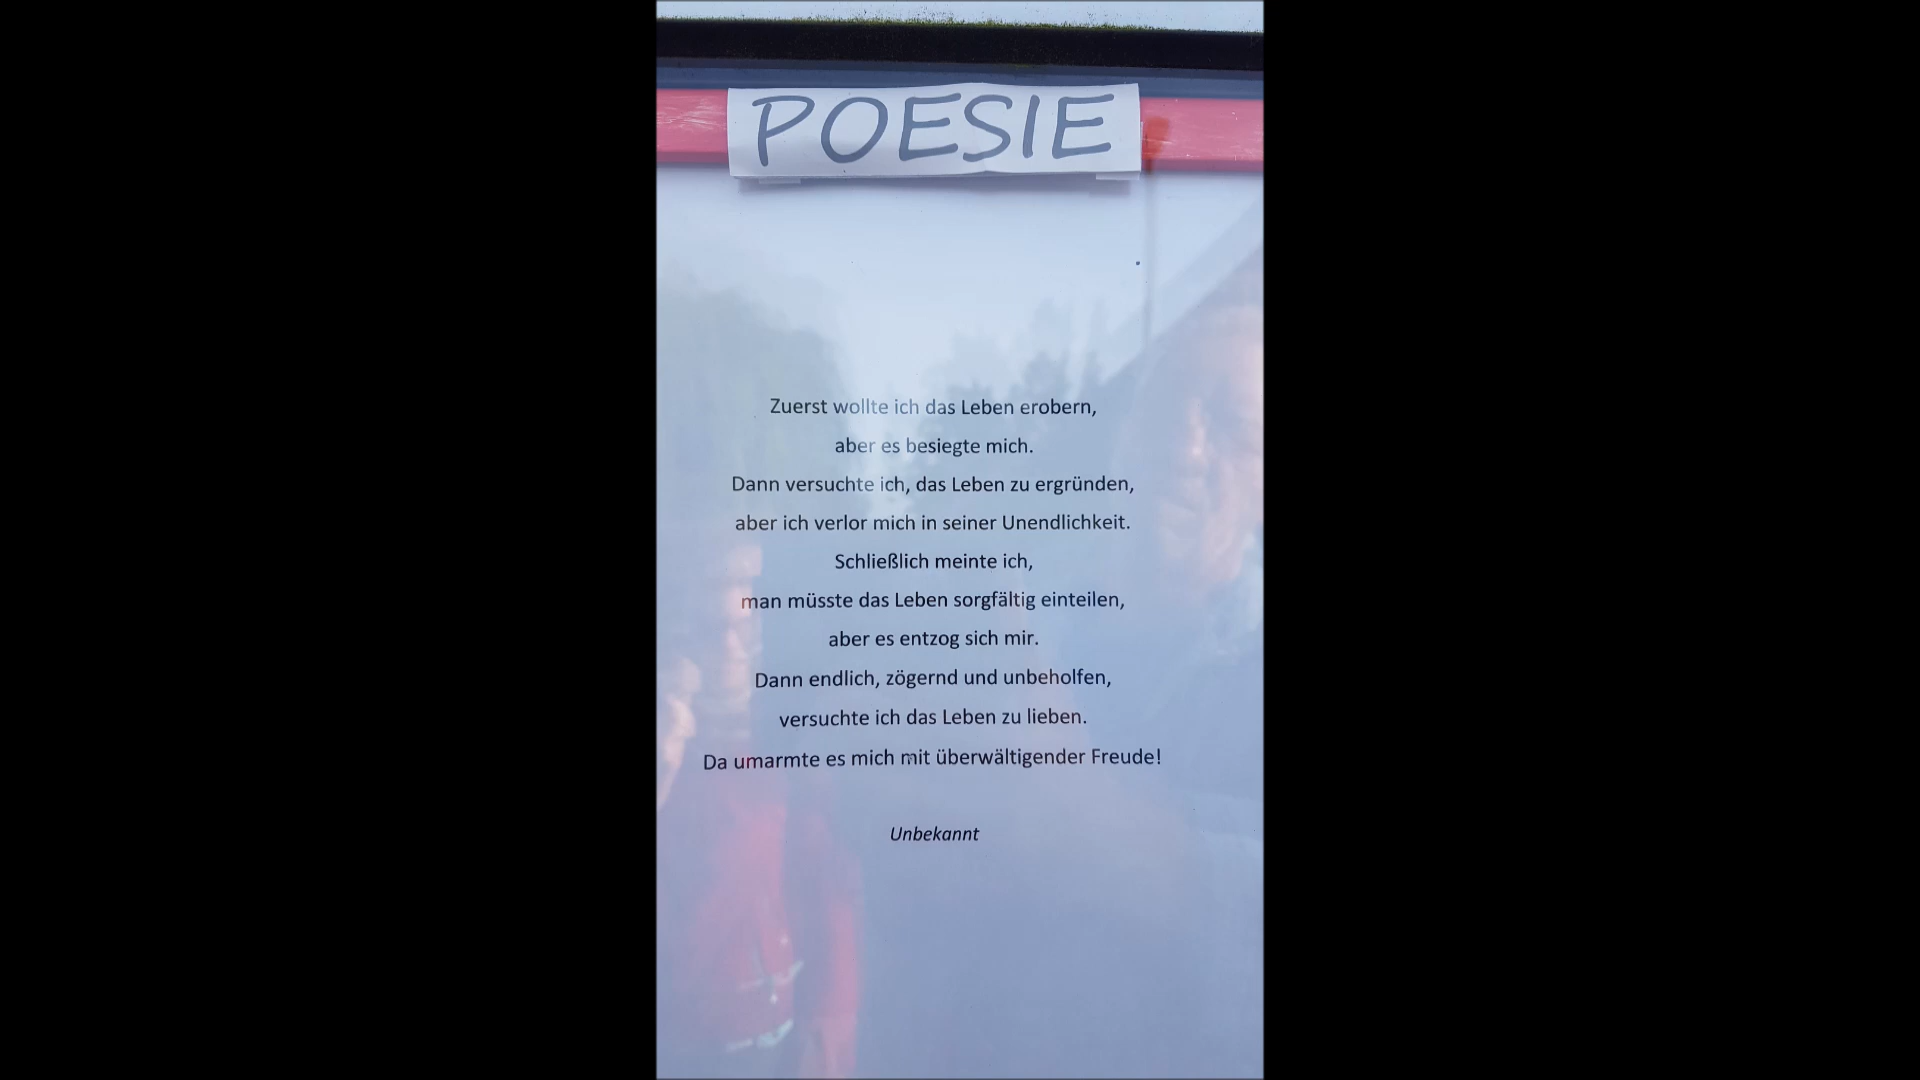 POESIE
Zuerst wollte ich das Leben erobern,
aber es besiegte mich.
Dann versuchte ich, das Leben zu ergründen,
aber ich verlor mich in seiner Unendlichkeit.
Schließlich meinte ich,
man müsste das Leben sorgfältig einteilen,
aber es entzog sich mir.
Dann endlich, zögernd und unbeholfen,
versuchte ich das Leben zu lieben.
Da umarmte es mich mit überwältigender Freude!
Unbekannt